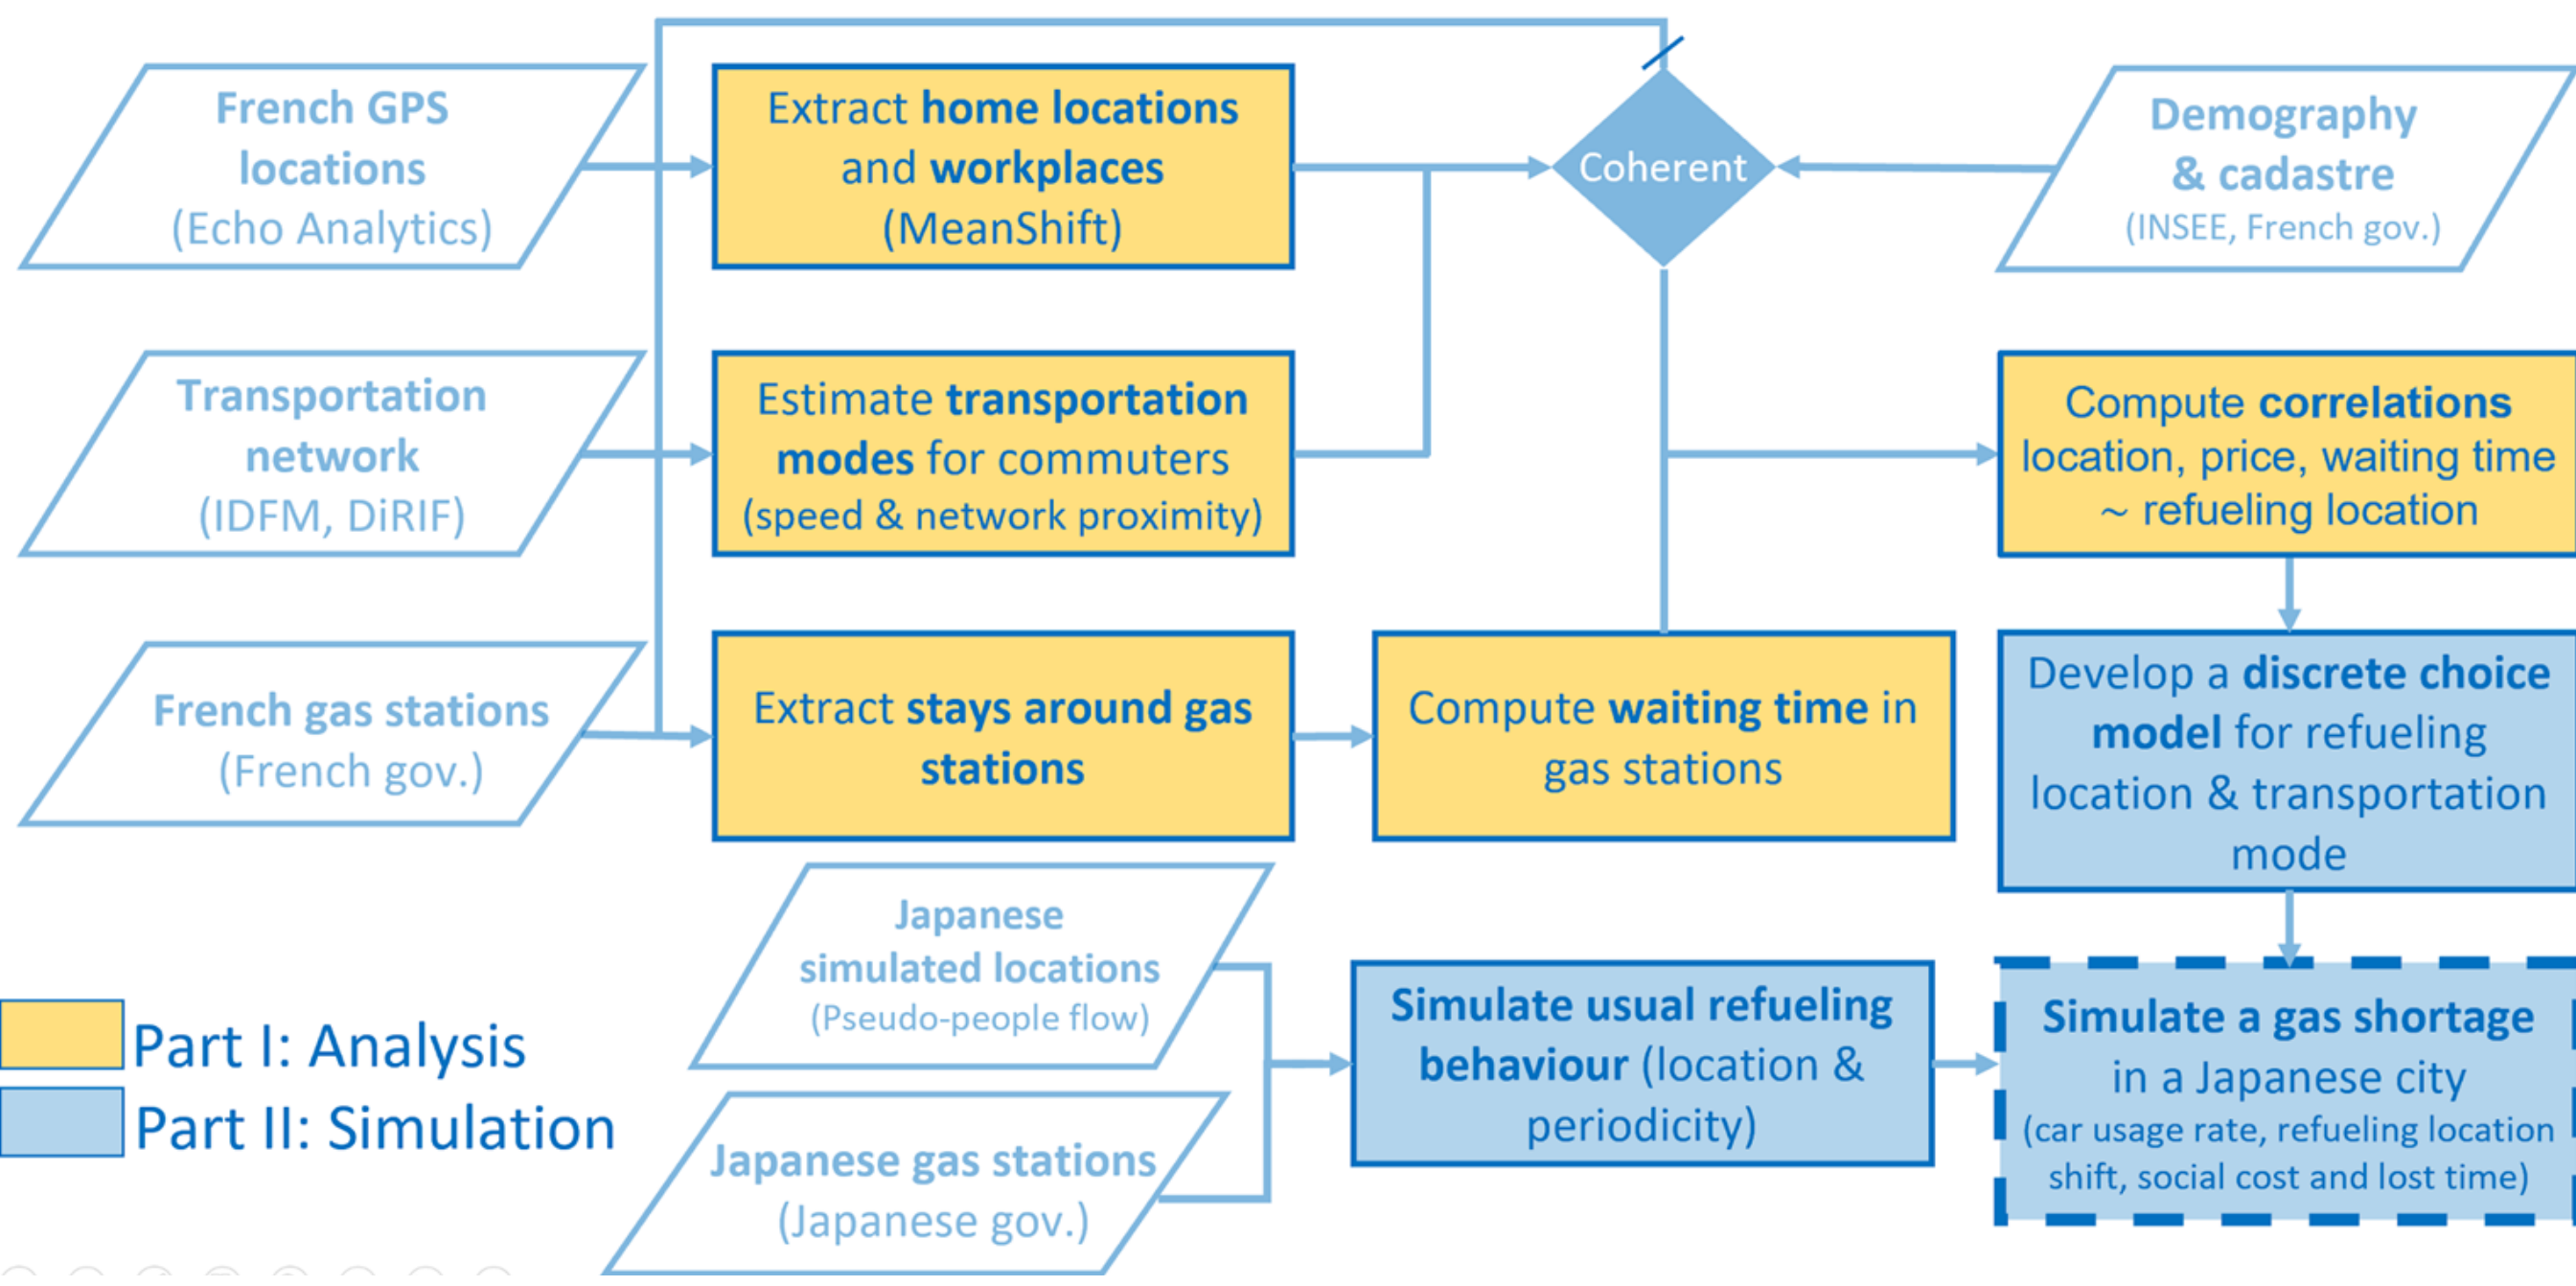 French GPS
locations
(Echo Analytics)
Extract home locations
and workplaces
(MeanShift)
Coherent
Demography
& cadastre
(INSEE, French gov.)
Transportation
network
(IDFM, DiRIF)
Estimate transportation
modes for commuters
(speed & network proximity)
Compute correlations
location, price, waiting time
~ refueling location
French gas stations
(French gov.)
Extract stays around gas
stations
Compute waiting time in
gas stations
Develop a discrete choice
model for refueling
location & transportation
mode
Japanese
simulated locations
(Pseudo-people flow)
Japanese gas stations
(Japanese gov.)
Simulate usual refueling
behaviour (location &
periodicity)
Simulate a gas shortage
in a Japanese city
(car usage rate, refueling location
shift, social cost and lost time)
Part I: Analysis
Part II: Simulation